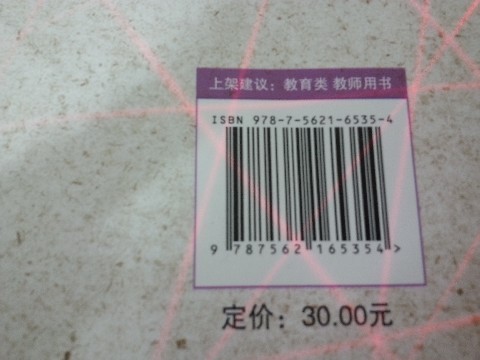 上架建议：教育类 教师用书
ISBN 978-7-5621-6535-4
9 787562 165354 >
定价：30.00元